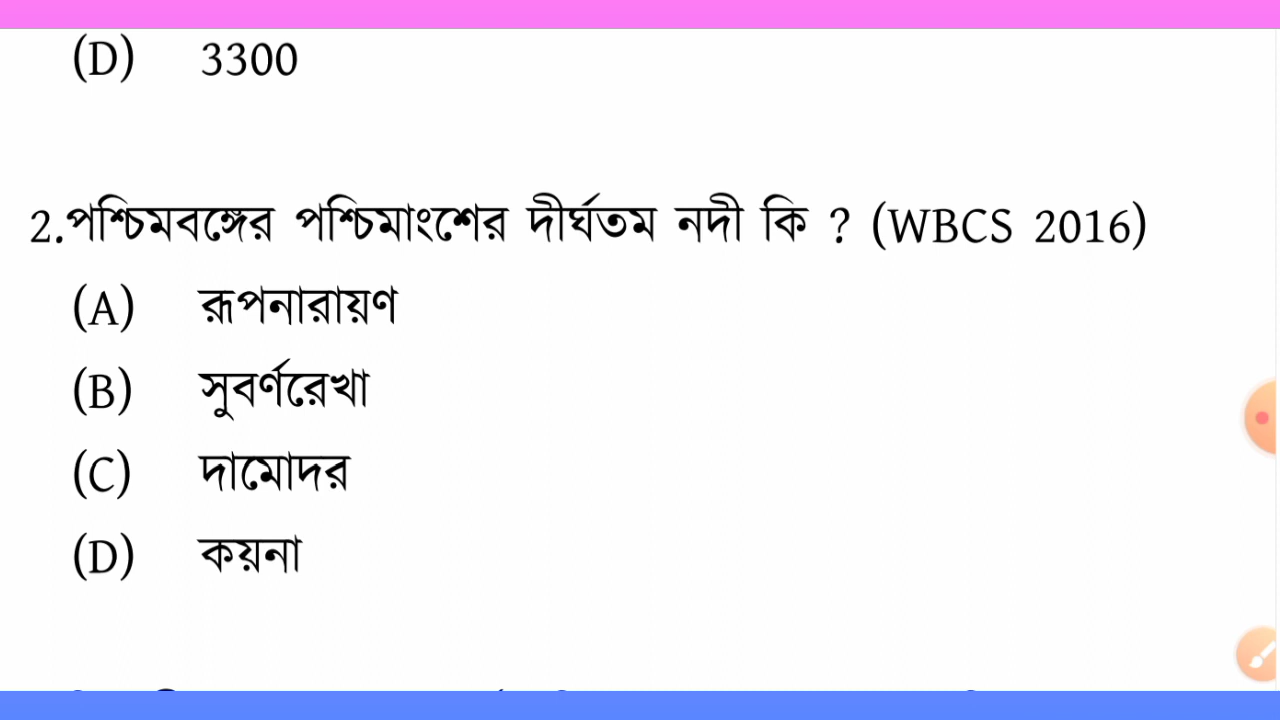 (D) 3300
2.পশ্চিমবঙ্গের পশ্চিমাংশের দীর্ঘতম নদী কি ? (WBCS 2016)
(A) রূপনারায়ণ
(B) সুবর্ণরেখা
(C) দামোদর
(D) কয়না